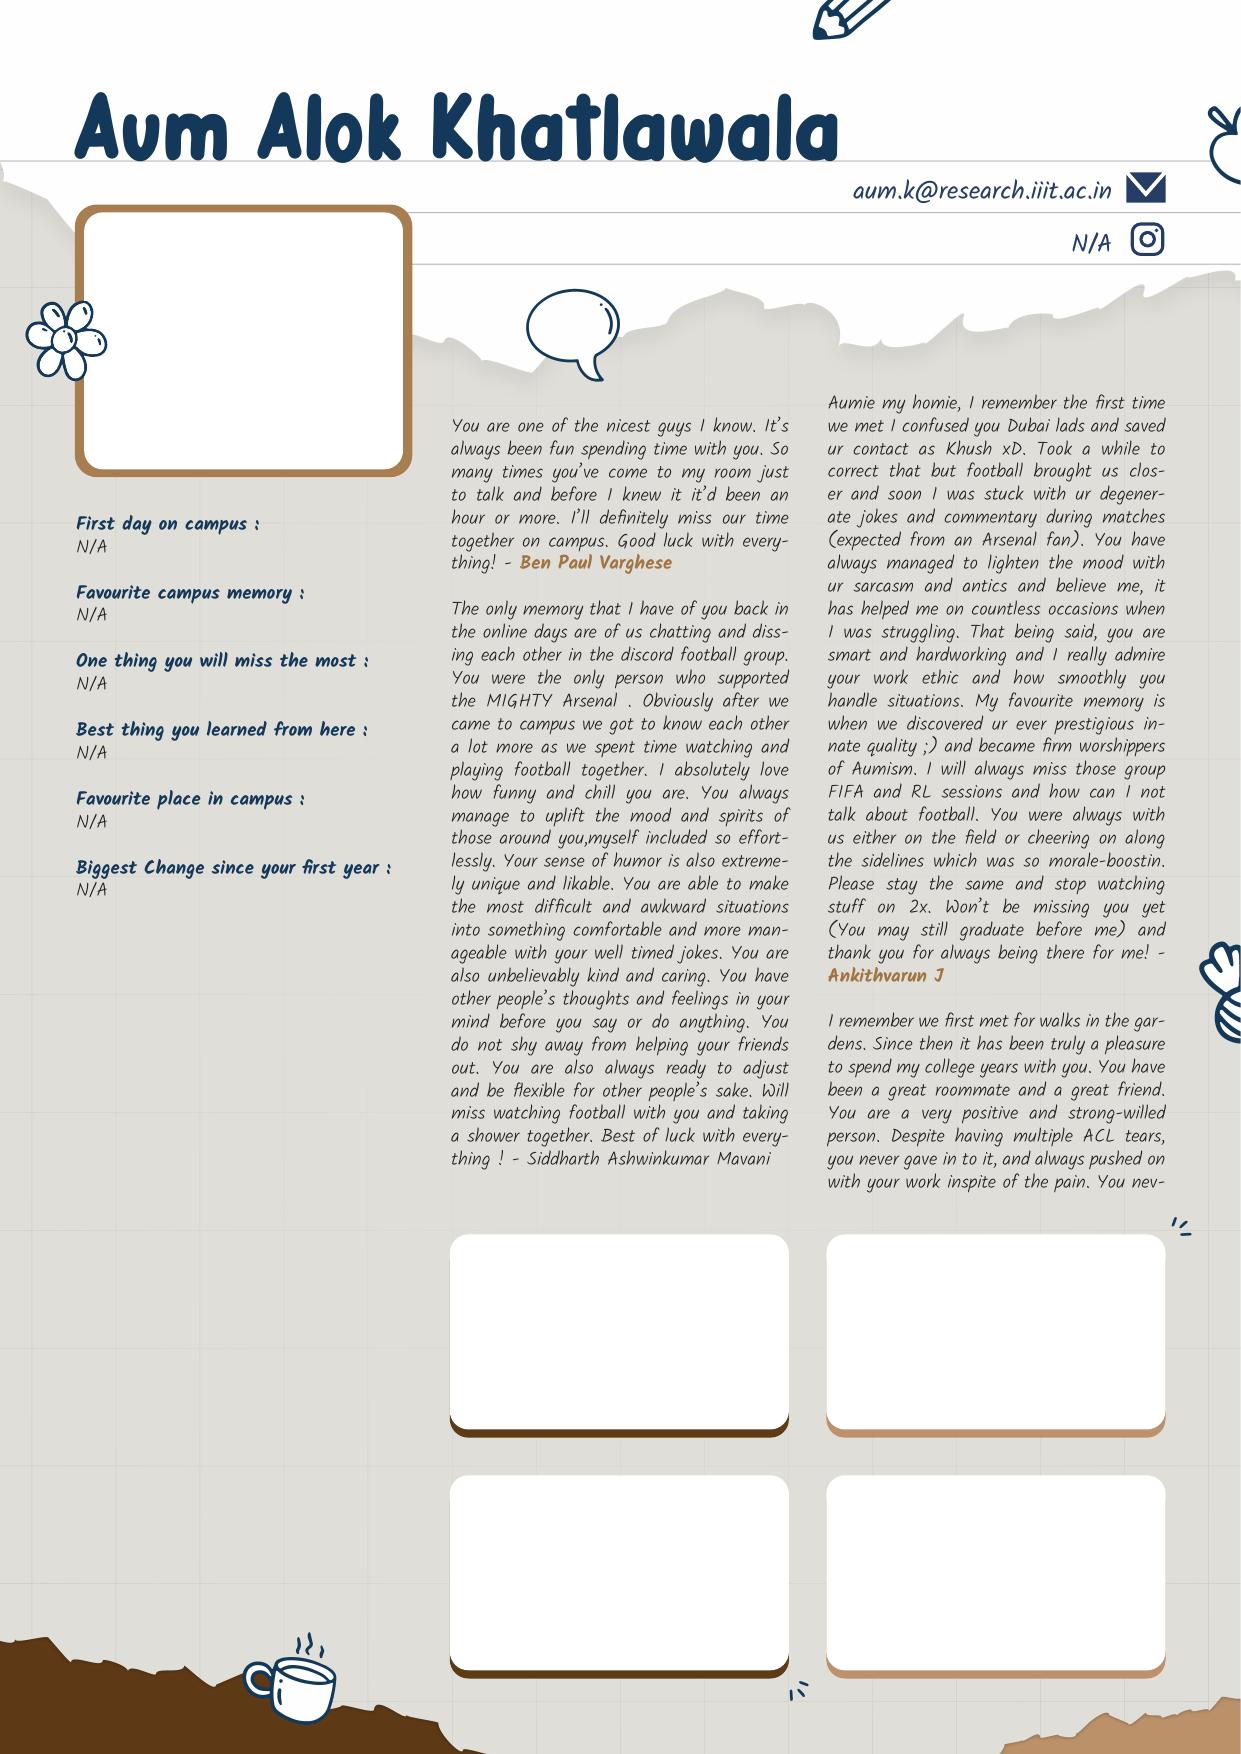 Aum Alok Khatlawala
aum.k@research.iiit.ac.in
N/A
First day on campus :
N/A
Favourite campus memory :
N/A
One thing you will miss the most :
N/A
Best thing you learned from here :
N/A
Favourite place in campus :
N/A
Biggest Change since your first year :
N/A
You are one of the nicest guys I know. It's
always been fun spending time with you. So
many times you've come to my room just
to talk and before I knew it it'd been an
hour or more. I'll definitely miss our time
together on campus. Good luck with every-
thing! - Ben Paul Varghese
The only memory that I have of you back in
the online days are of us chatting and diss-
ing each other in the discord football group.
You were the only person who supported
the MIGHTY Arsenal . Obviously after we
came to campus we got to know each other
a lot more as we spent time watching and
playing football together. I absolutely love
how funny and chill you are. You always
manage to uplift the mood and spirits of
those around you,myself included so effort-
lessly. Your sense of humor is also extreme-
ly unique and likable. You are able to make
the most difficult and awkward situations
into something comfortable and more man-
ageable with your well timed jokes. You are
also unbelievably kind and caring. You have
other people's thoughts and feelings in your
mind before you say or do anything. You
do not shy away from helping your friends
out. You are also always ready to adjust
and be flexible for other people's sake. Will
miss watching football with you and taking
a shower together. Best of luck with every-
thing ! - Siddharth Ashwinkumar Mavani
Aumie my homie, I remember the first time
we met I confused you Dubai lads and saved
ur contact as Khush xD. Took a while to
correct that but football brought us clos-
er and soon I was stuck with ur degener-
ate jokes and commentary during matches
(expected from an Arsenal fan). You have
always managed to lighten the mood with
ur sarcasm and antics and believe me, it
has helped me on countless occasions when
I was struggling. That being said, you are
smart and hardworking and I really admire
your work ethic and how smoothly you
handle situations. My favourite memory is
when we discovered ur ever prestigious in-
nate quality ;) and became firm worshippers
of Aumism. I will always miss those group
FIFA and RL sessions and how can I not
talk about football. You were always with
us either on the field or cheering on along
the sidelines which was so morale-boostin.
Please stay the same and stop watching
stuff on 2x. Won't be missing you yet
(You may still graduate before me) and
thank you for always being there for me! -
Ankithvarun J
I remember we first met for walks in the gar-
dens. Since then it has been truly a pleasure
to spend my college years with you. You have
been a great roommate and a great friend.
You are a very positive and strong-willed
person. Despite having multiple ACL tears,
you never gave in to it, and always pushed on
with your work inspite of the pain. You nev-